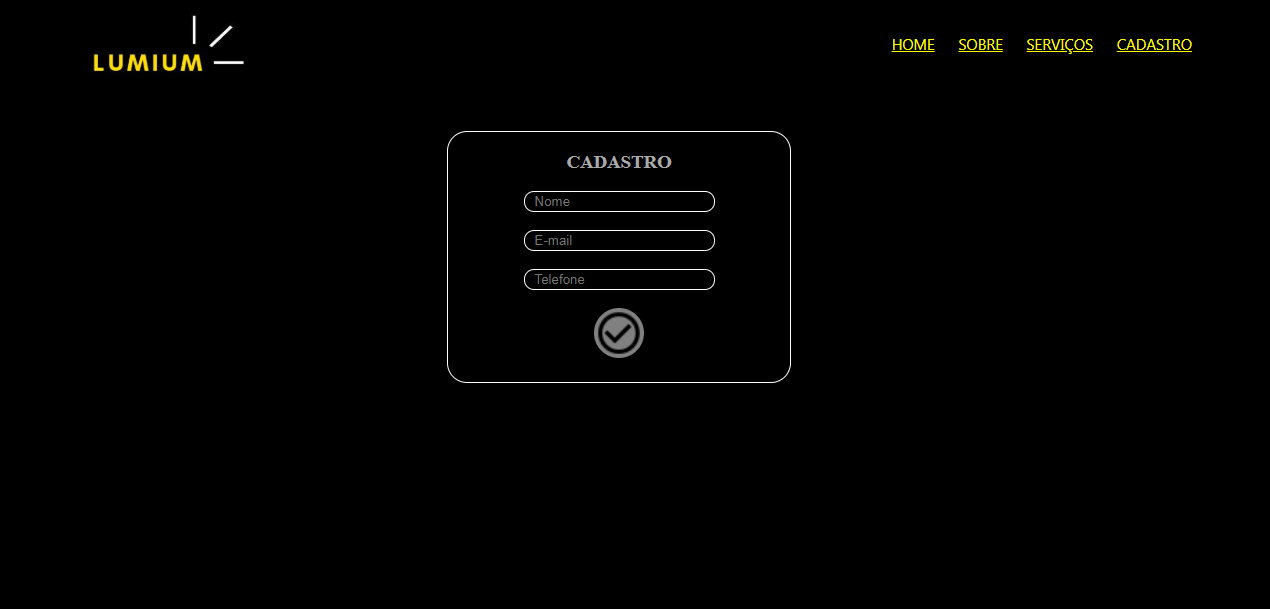 LUMIUM
HOME SOBRE SERVIÇOS CADASTRO
CADASTRO
Nome
E-mail
Telefone